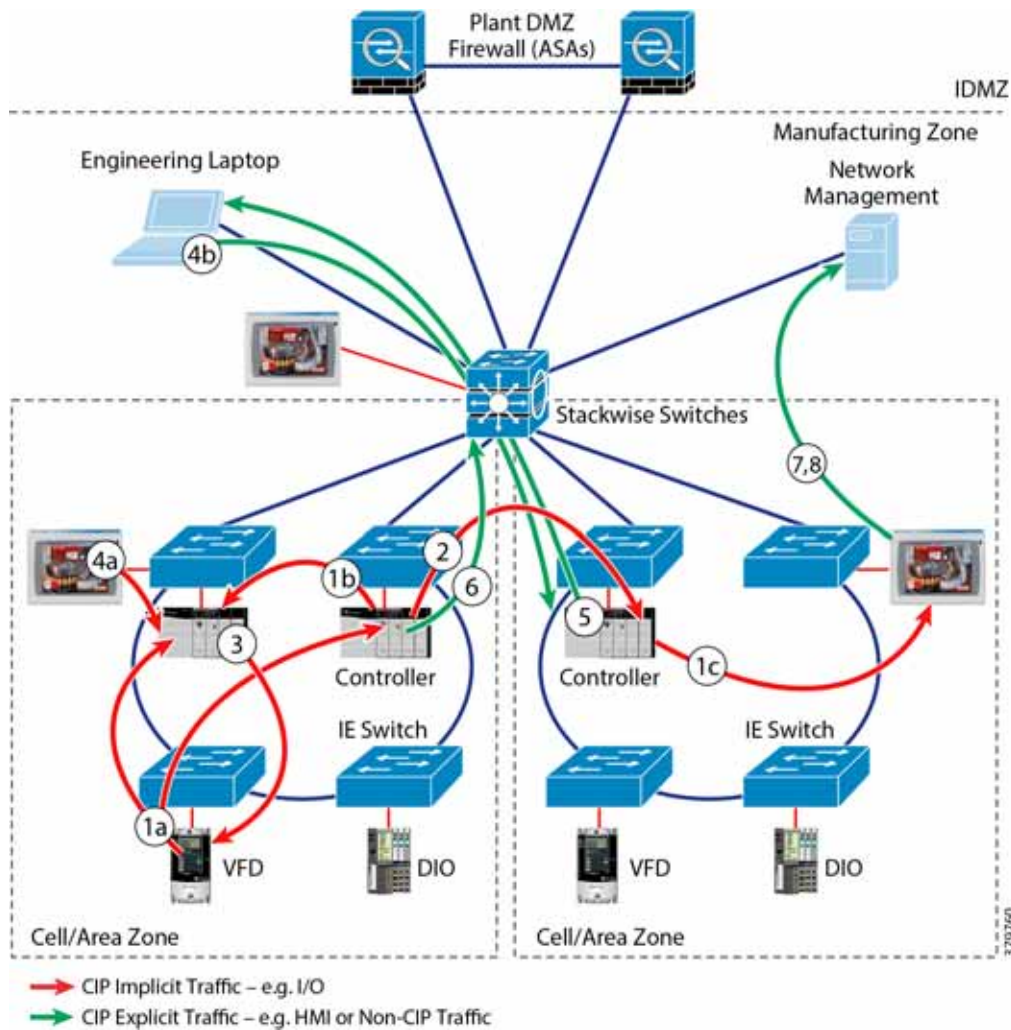 Plant DMZ
Firewall (ASAs)
IDMZ
Manufacturing Zone
Engineering Laptop
Network
Management
4b
Stackwise Switches
7,8
4a
1b
2
6
3
5
1c
Controller
Controller
IE Switch
IE Switch
1a
VFD
DIO
VFD
DIO
Cell/Area Zone
Cell/Area Zone
379760
CIP Implicit Traffic – e.g. I/O
CIP Explicit Traffic – e.g. HMI or Non-CIP Traffic